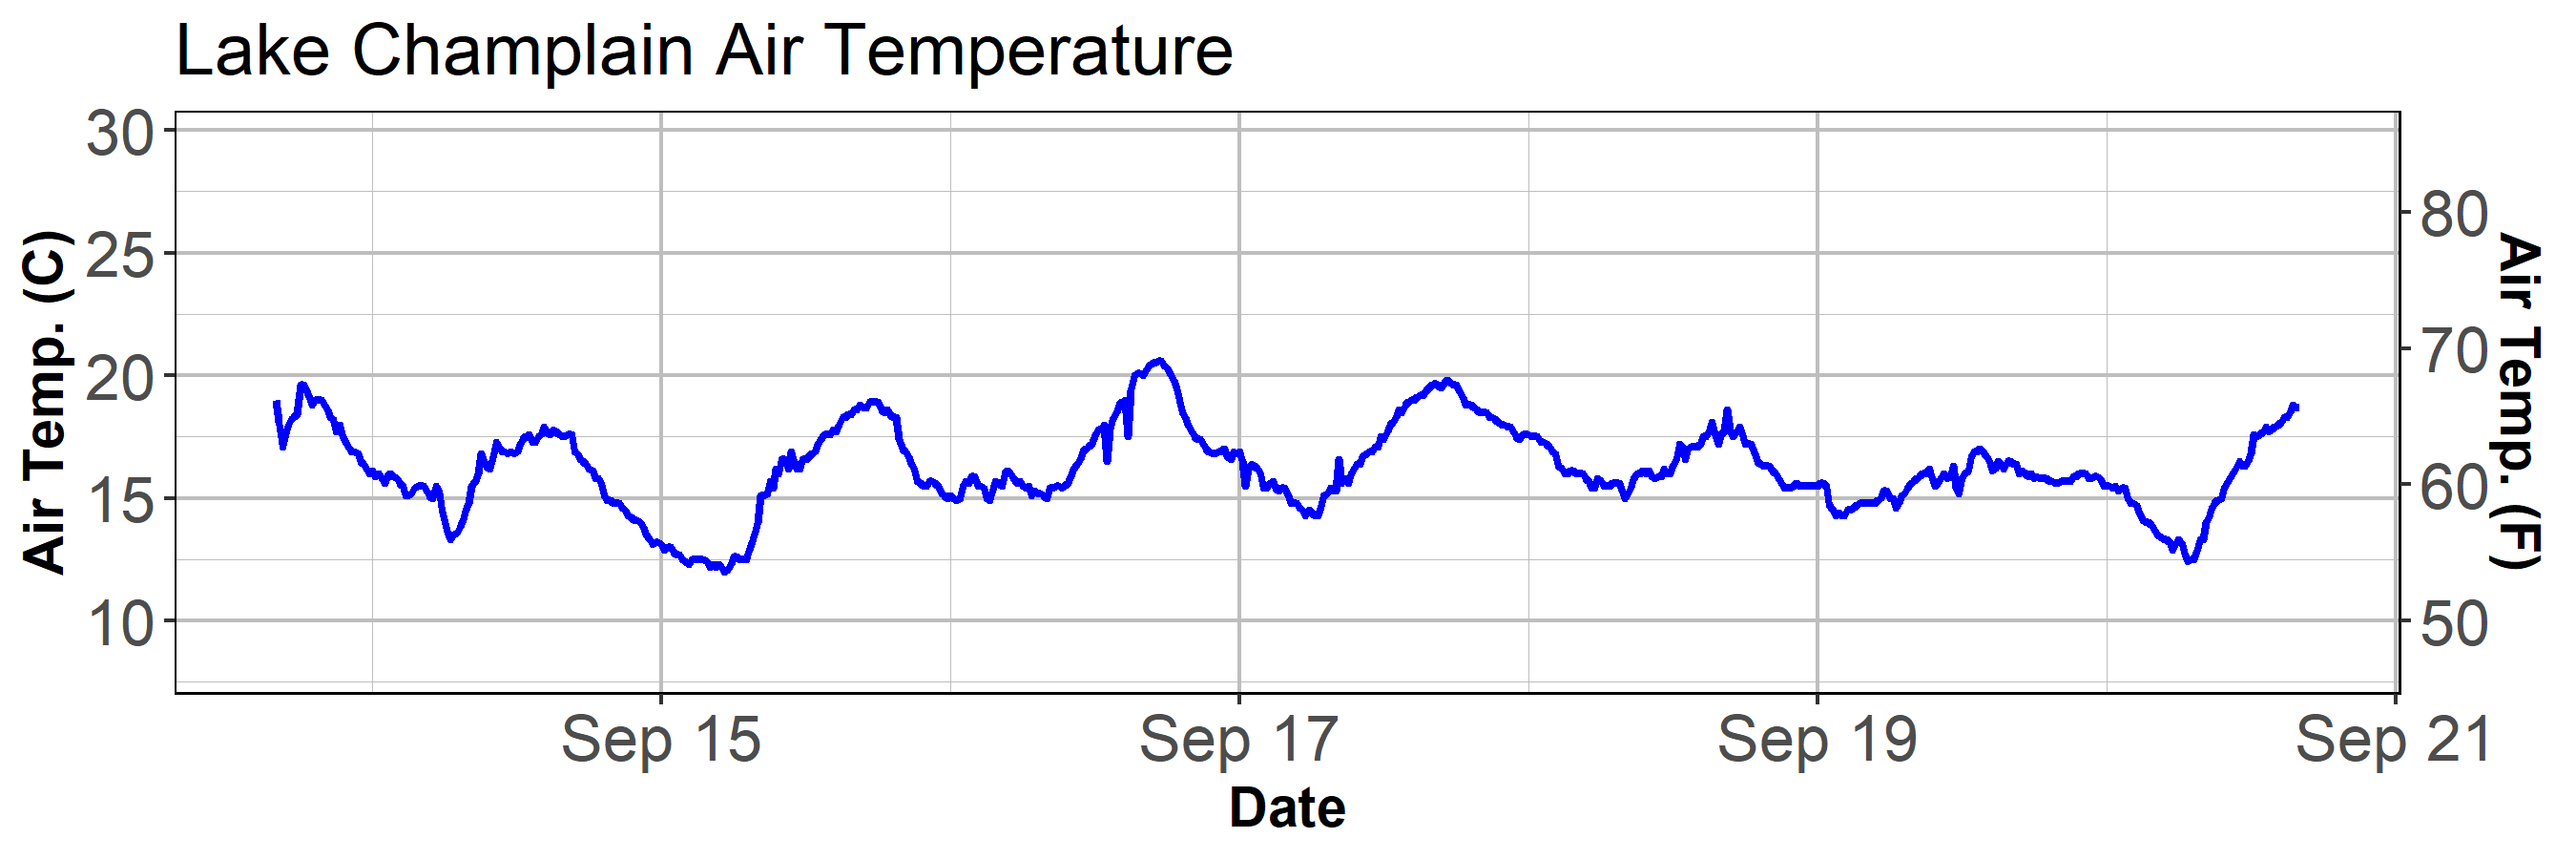 Lake Champlain Air Temperature
Air Temp. (C)
30
25
20
15
10
80
70
60
50
Air Temp. (F)
Sep 15 Sep 17 Sep 19 Sep 21
Date